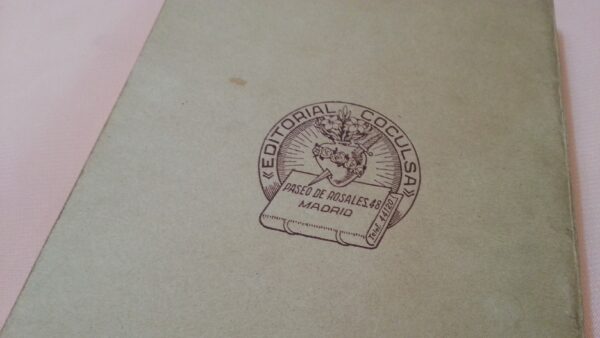 «EDITORIAL COCULSA»
PASEO DE ROSALES, 48
MADRID